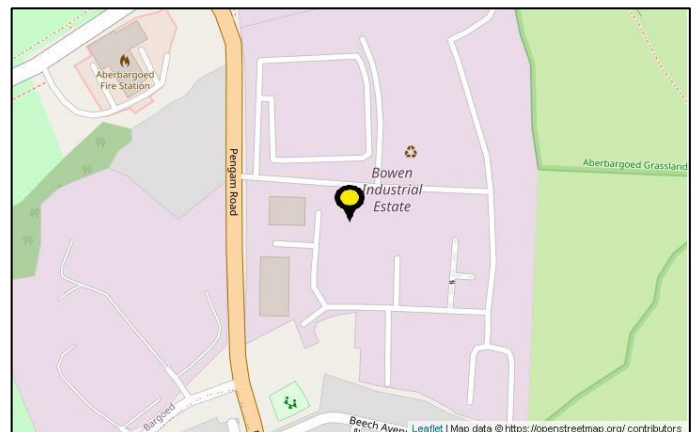 Aberbargoed
Fire Station
Pengam Road
Aberbargoed Grassland
Bowen
Industrial
Estate
Bargoed
Beech Aven
Leaflet | Map data © https://openstreetmap.org/ contributors